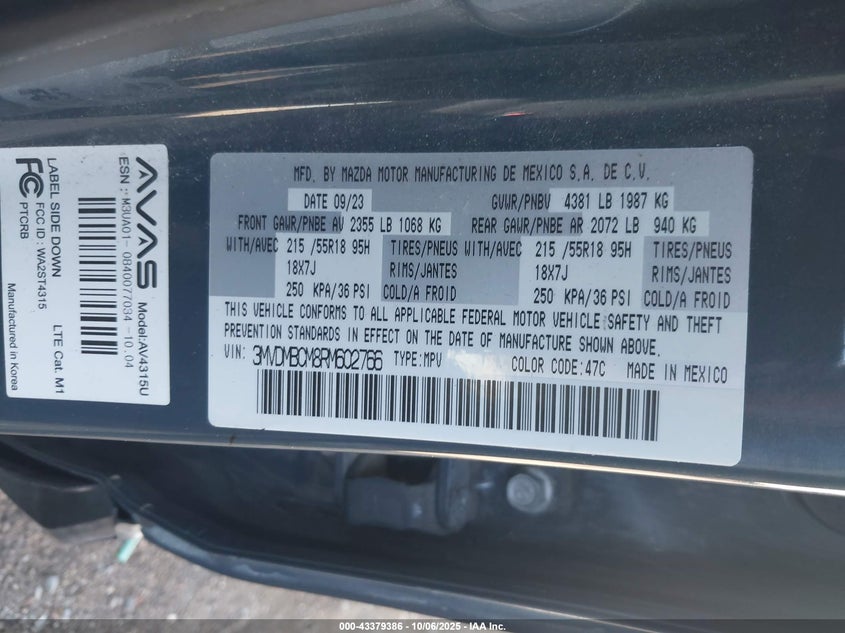 AVAS
Model:AV4315U
ESN : M3UA01- 0840077034 -10.04
LABEL SIDE DOWN
LTE Cat. M1
FC
FCC ID : WA2ST4315
PTCRB
Manufactured in Korea
MFD. BY MAZDA MOTOR MANUFACTURING DE MEXICO S.A. DE C.V.
DATE 09/23 GVWR/PNBV 4381 LB 1987 KG
FRONT GAWR/PNBE AV 2355 LB 1068 KG REAR GAWR/PNBE AR 2072 LB 940 KG
WITH/AVEC 215 /55R18 95H TIRES/PNEUS WITH/AVEC 215 /55R18 95H TIRES/PNEUS
18X7J RIMS/JANTES 18X7J RIMS/JANTES
250 KPA/36 PSI COLD/A FROID 250 KPA/36 PSI COLD/A FROID
THIS VEHICLE CONFORMS TO ALL APPLICABLE FEDERAL MOTOR VEHICLE SAFETY AND THEFT
PREVENTION STANDARDS IN EFFECT ON THE DATE OF MANUFACTURE SHOWN ABOVE.
VIN: 3MVDMBCM8RM602766 TYPE:MPV COLOR CODE:47C MADE IN MEXICO
000-43379386 - 10/06/2025 - IAA Inc.